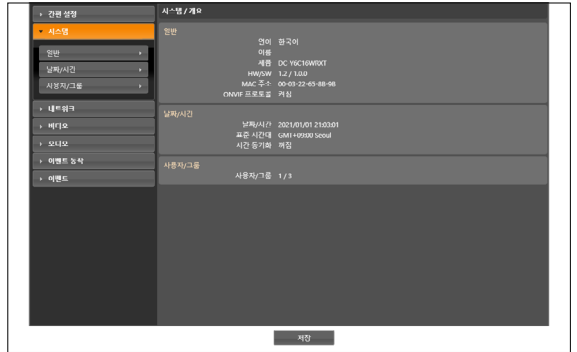 간편 설정
시스템
일반
날짜/시간
사용자/그룹
네트워크
비디오
오디오
이벤트 동작
이벤트
시스템 / 개요
일반
언어 한국어
이름
제품 DC-Y6C16WRXT
HW/SW 1.2 / 1.0.0
MAC 주소 00-03-22-65-88-98
ONVIF 프로토콜 켜짐
날짜/시간
날짜/시간 2021/01/01 21:03:01
표준 시간대 GMT+09:00 Seoul
시간 동기화 꺼짐
사용자/그룹
사용자/그룹 1 / 3
저장